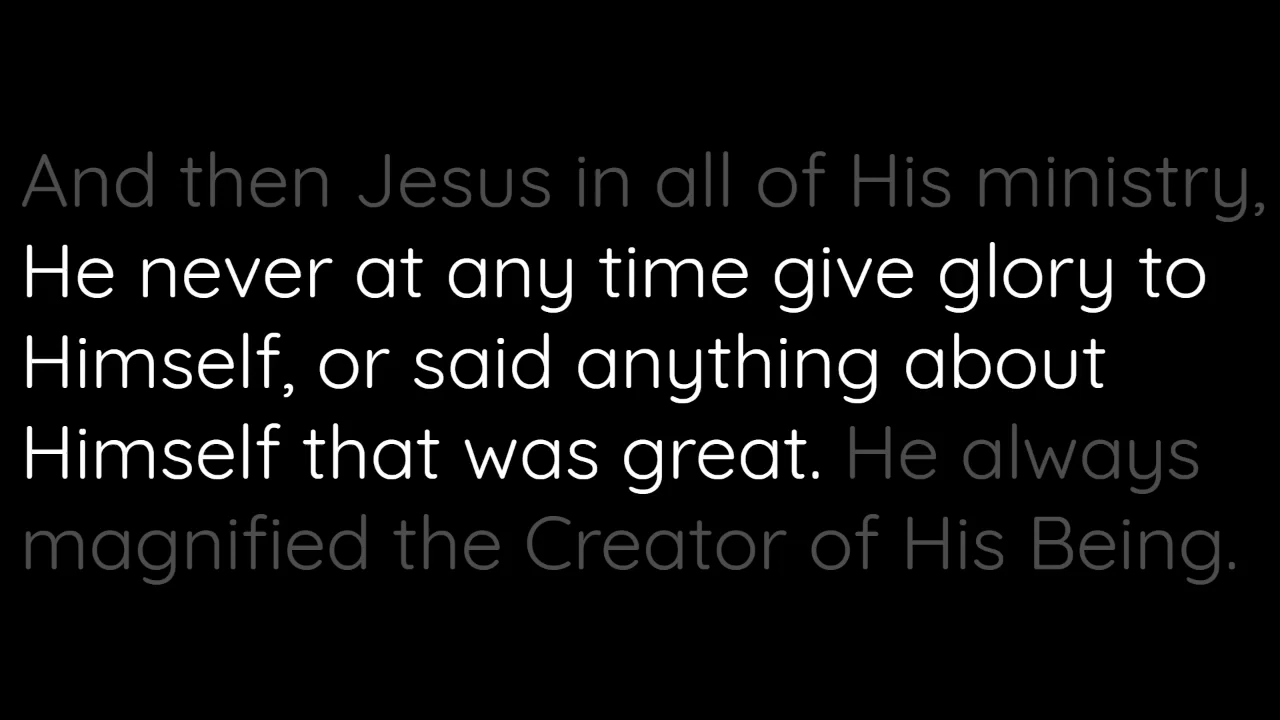 And then Jesus in all of His ministry,
He never at any time give glory to
Himself, or said anything about
Himself that was great. He always
magnified the Creator of His Being.